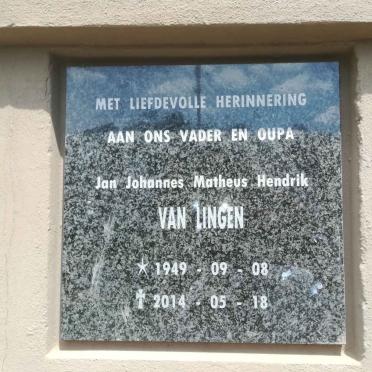 MET LIEFDEVOLLE HERINNERING
AAN ONS VADER EN OUPA
Jan Johannes Matheus Hendrik
VAN LINGEN
★ 1949 - 09 - 08
✝ 2014 - 05 - 18